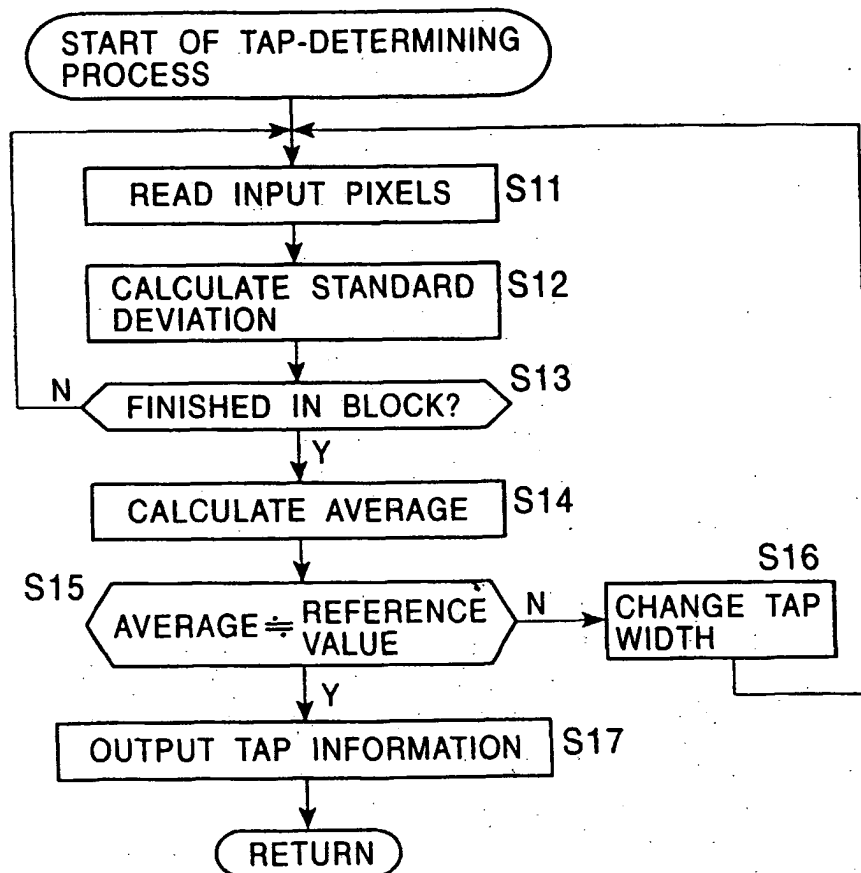 START OF TAP-DETERMINING
PROCESS
READ INPUT PIXELS
S11
CALCULATE STANDARD
DEVIATION
S12
N
FINISHED IN BLOCK?
S13
Y
CALCULATE AVERAGE
S14
S15
AVERAGE ≒ REFERENCE
VALUE
N
S16
CHANGE TAP
WIDTH
Y
OUTPUT TAP INFORMATION
S17
RETURN